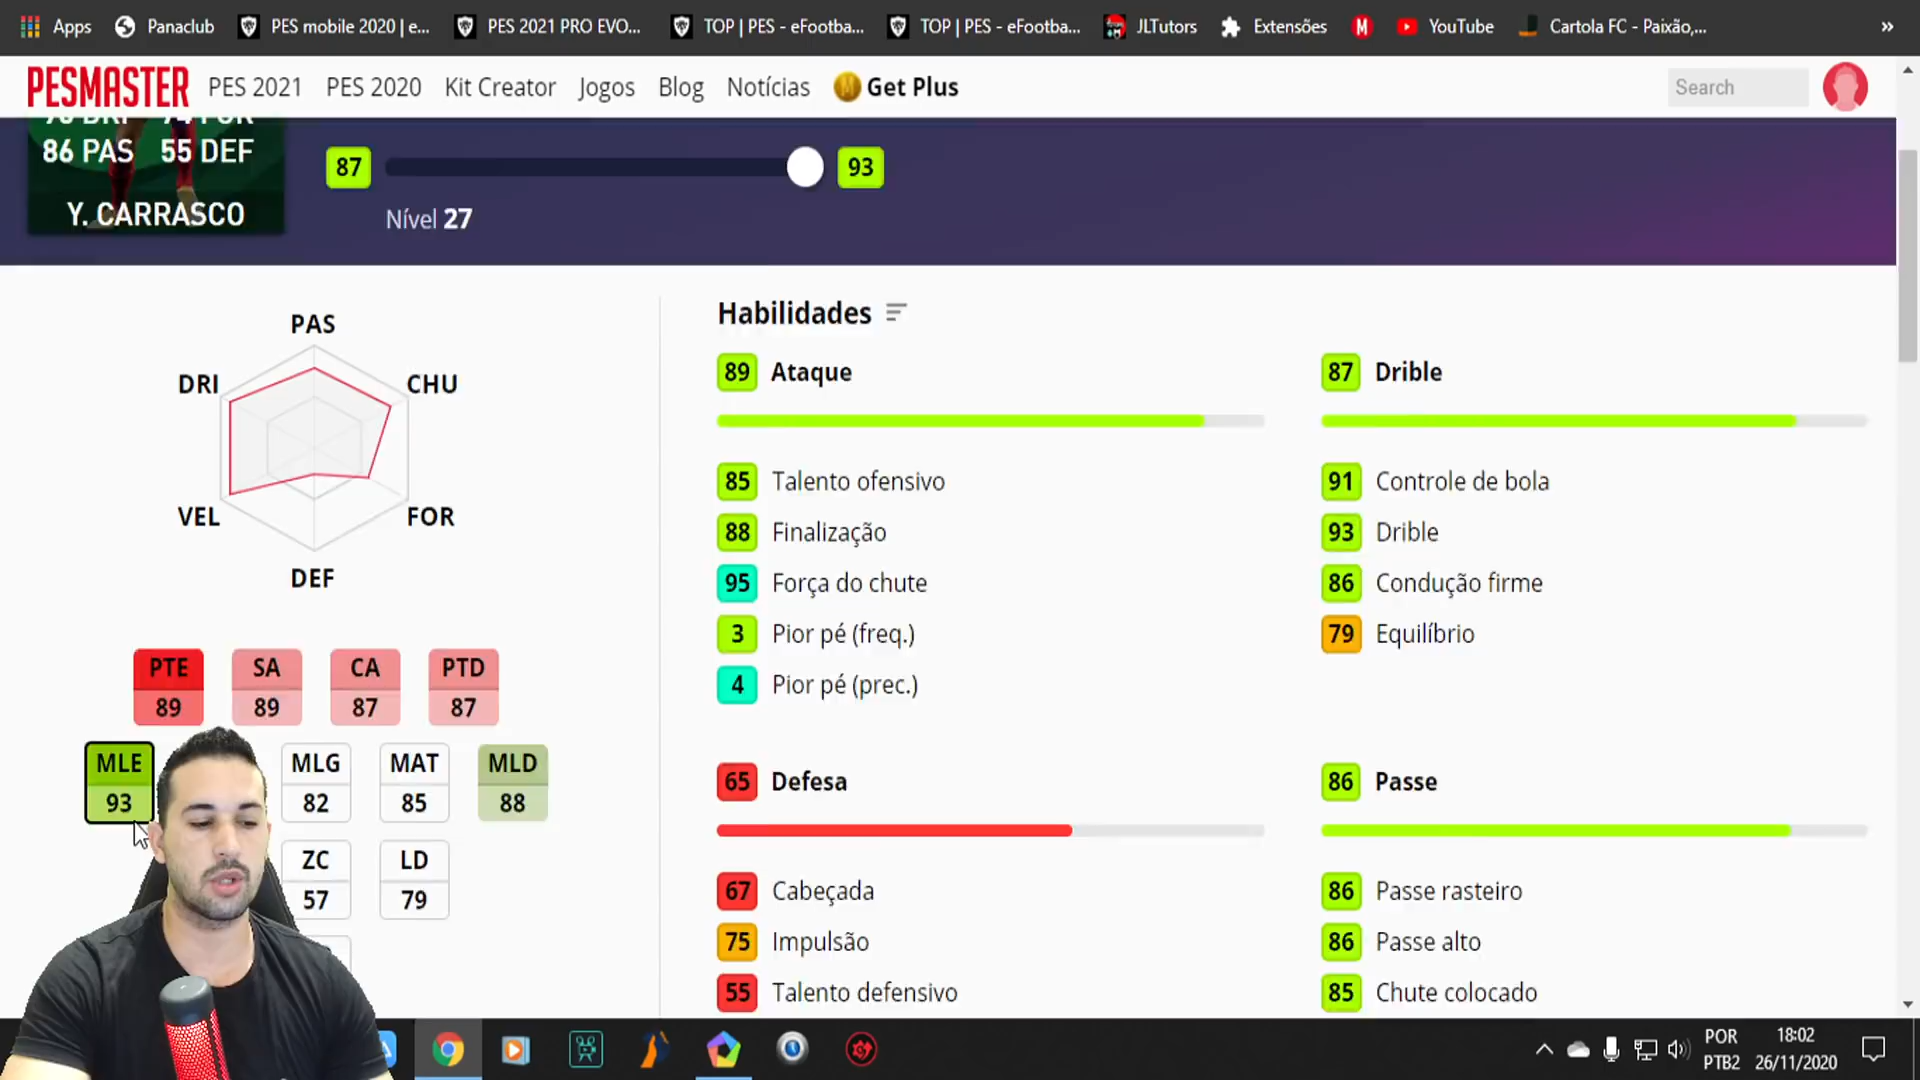 Apps
Panaclub
PES mobile 2020 | e...
PES 2021 PRO EVO...
TOP | PES - eFootba...
TOP | PES - eFootba...
JLTutors
Extensões
M
YouTube
Cartola FC - Paixão,...
»
PESMASTER
PES 2021
PES 2020
Kit Creator
Jogos
Blog
Notícias
Get Plus
Search
86 PAS 55 DEF
Y. CARRASCO
87
93
Nível 27
PAS
DRI
CHU
VEL
FOR
DEF
PTE
89
SA
89
CA
87
PTD
87
MLE
93
MLG
82
MAT
85
MLD
88
ZC
57
LD
79
Habilidades
89 Ataque
85 Talento ofensivo
88 Finalização
95 Força do chute
3 Pior pé (freq.)
4 Pior pé (prec.)
87 Drible
91 Controle de bola
93 Drible
86 Condução firme
79 Equilíbrio
65 Defesa
67 Cabeçada
75 Impulsão
55 Talento defensivo
86 Passe
86 Passe rasteiro
86 Passe alto
85 Chute colocado
POR
PTB2
18:02
26/11/2020